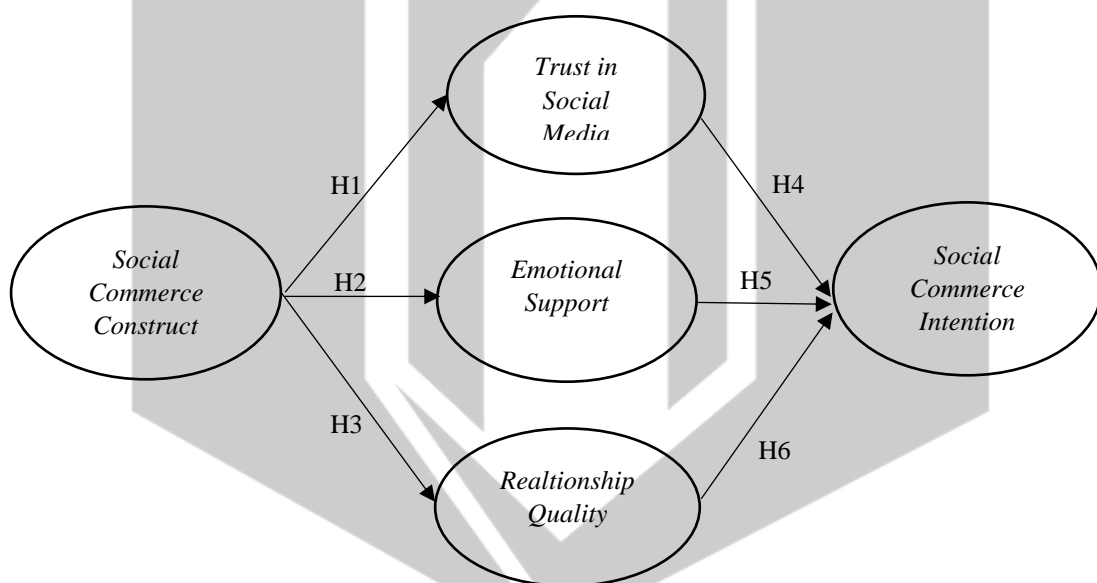 Trust in
Social
Media
H1
H4
Social
Commerce
Construct
H2
Emotional
Support
H5
Social
Commerce
Intention
H3
H6
Realtionship
Quality